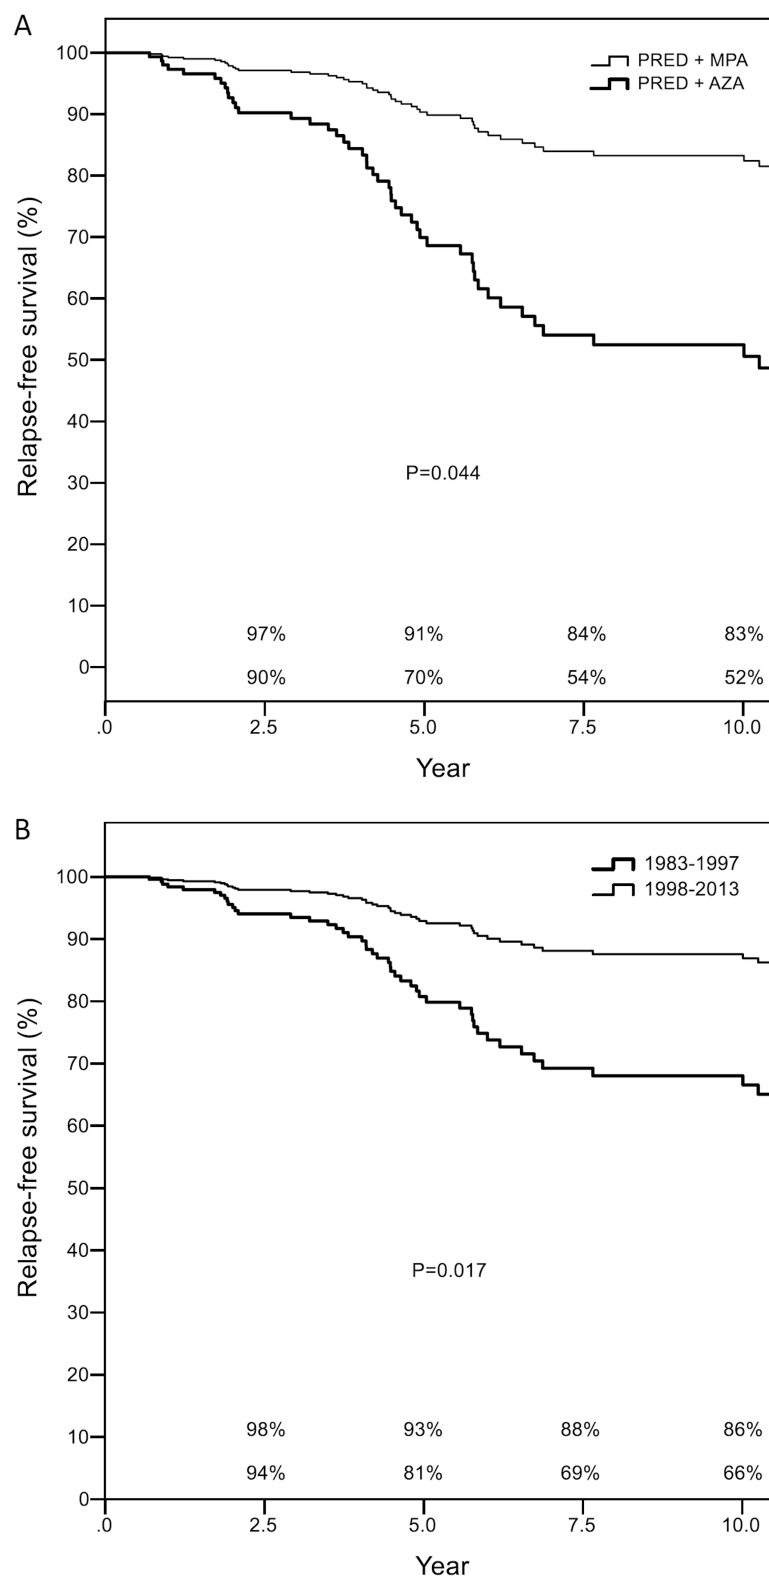 A
100
90
80
70
60
50
40
30
20
10
0
Relapse-free survival (%)
PRED + MPA
PRED + AZA
P=0.044
97% 91% 84% 83%
90% 70% 54% 52%
.0 2.5 5.0 7.5 10.0
Year
B
100
90
80
70
60
50
40
30
20
10
0
Relapse-free survival (%)
1983-1997
1998-2013
P=0.017
98% 93% 88% 86%
94% 81% 69% 66%
.0 2.5 5.0 7.5 10.0
Year